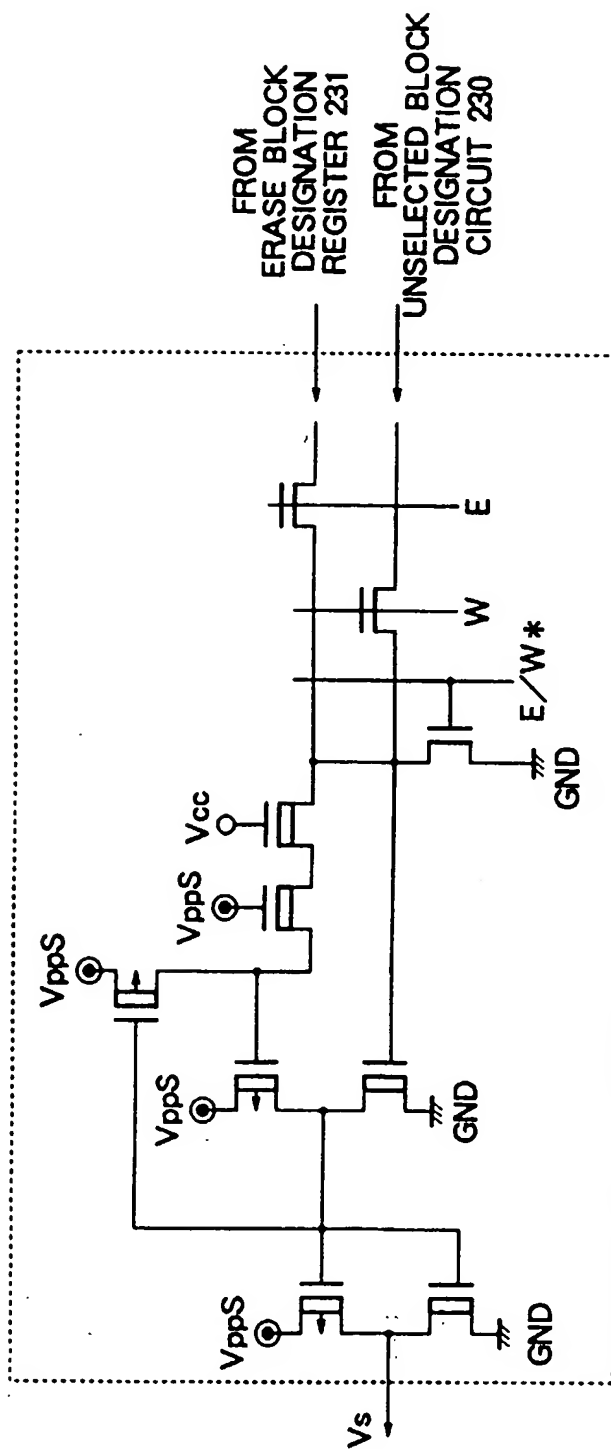 FROM
ERASE BLOCK
DESIGNATION
REGISTER 231
FROM
UNSELECTED BLOCK
DESIGNATION
CIRCUIT 230
VppS
VppS
VppS
VppS
Vcc
E
W
E/W*
GND
GND
GND
Vs